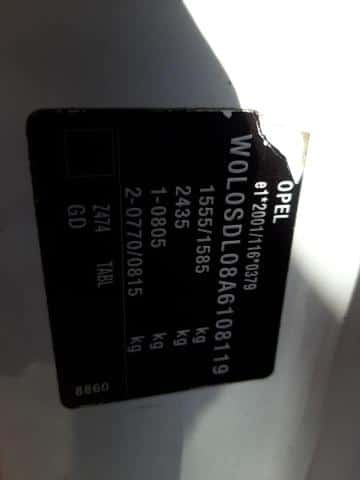 OPEL
e1*2001/116*0379
W0L0SDL08A6108119
1555/1585 kg
2435 kg
1-0805 kg
2-0770/0815 kg
Z474 TABL
GD
8860